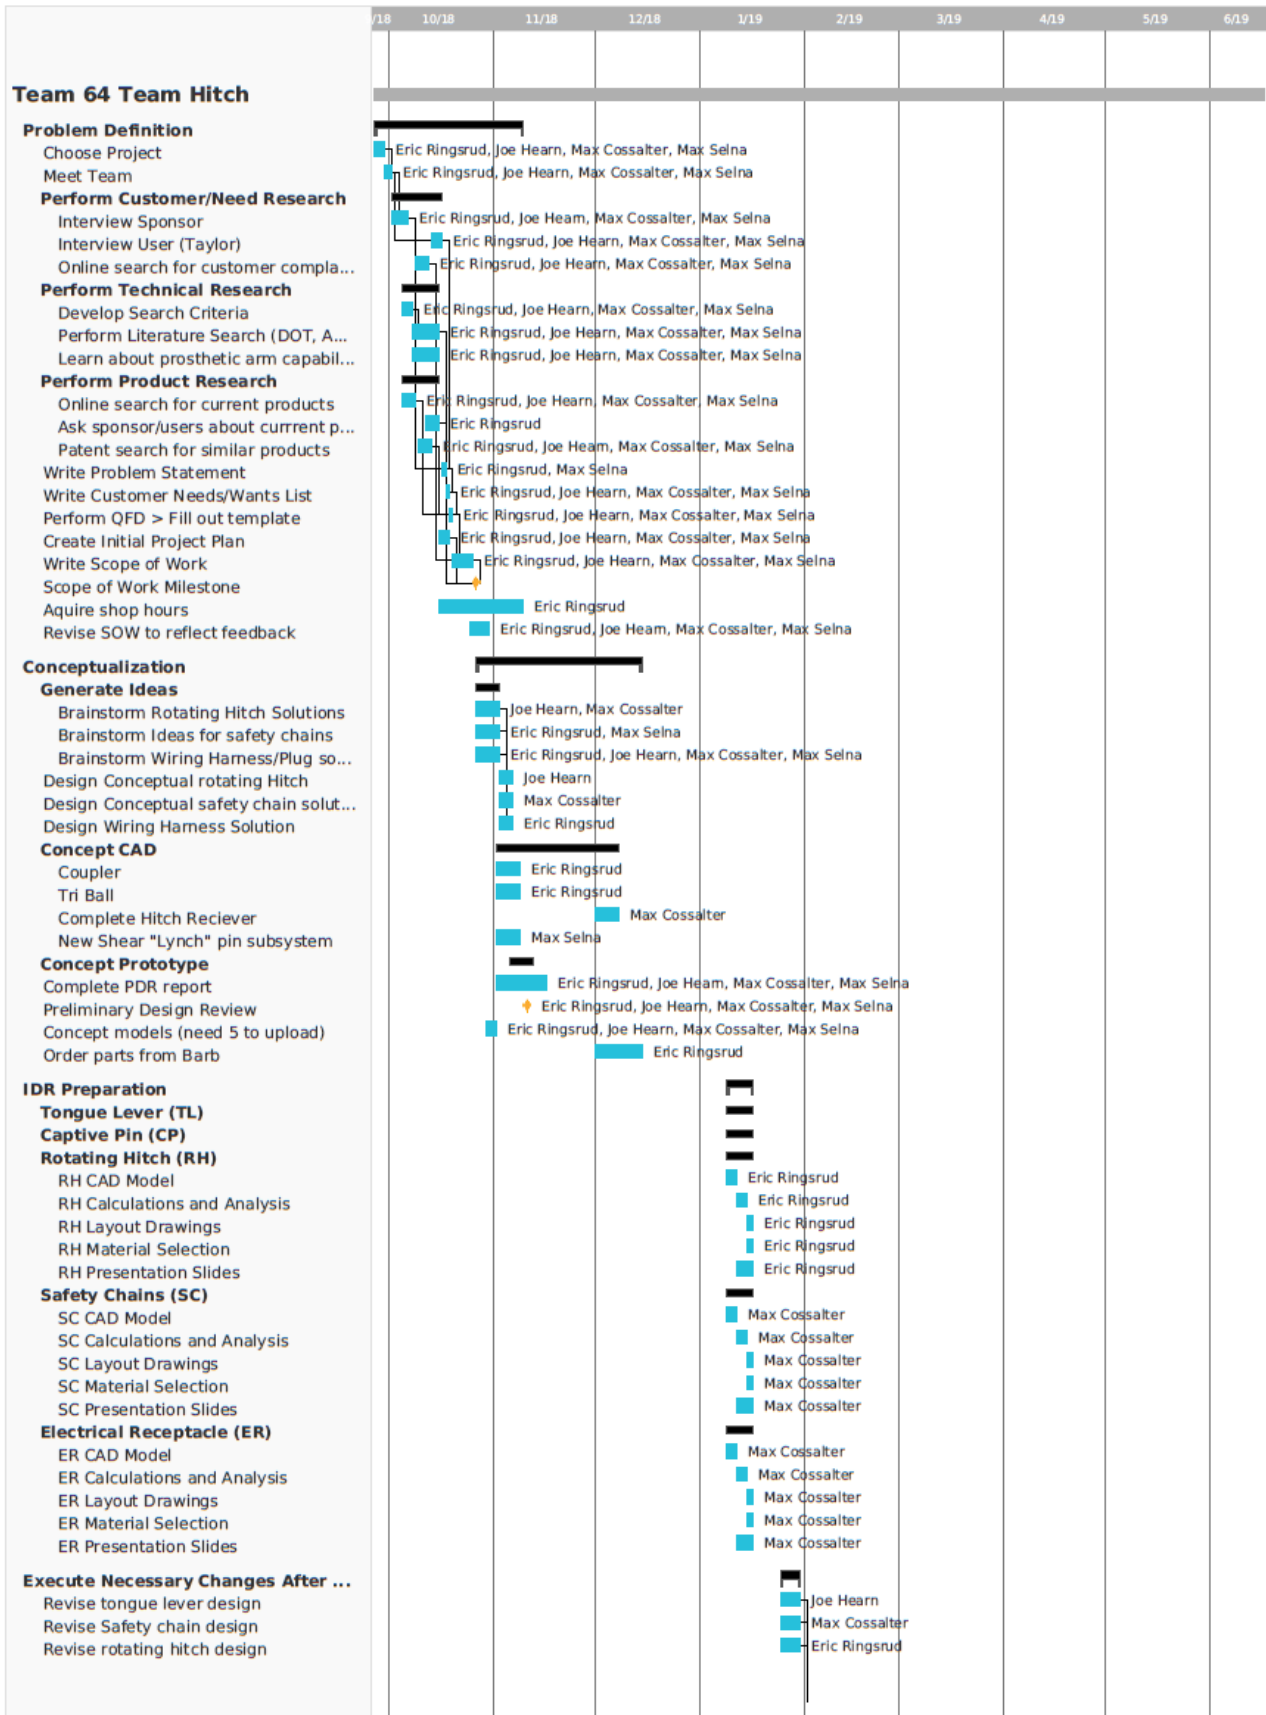 /18 10/18 11/18 12/18 1/19 2/19 3/19 4/19 5/19 6/19
Team 64 Team Hitch
Problem Definition
Choose Project Eric Ringsrud, Joe Hearn, Max Cossalter, Max Selna
Meet Team Eric Ringsrud, Joe Hearn, Max Cossalter, Max Selna
Perform Customer/Need Research
Interview Sponsor Eric Ringsrud, Joe Hearn, Max Cossalter, Max Selna
Interview User (Taylor) Eric Ringsrud, Joe Hearn, Max Cossalter, Max Selna
Online search for customer compla... Eric Ringsrud, Joe Hearn, Max Cossalter, Max Selna
Perform Technical Research
Develop Search Criteria Eric Ringsrud, Joe Hearn, Max Cossalter, Max Selna
Perform Literature Search (DOT, A... Eric Ringsrud, Joe Hearn, Max Cossalter, Max Selna
Learn about prosthetic arm capabil... Eric Ringsrud, Joe Hearn, Max Cossalter, Max Selna
Perform Product Research
Online search for current products Eric Ringsrud, Joe Hearn, Max Cossalter, Max Selna
Ask sponsor/users about currrent p... Eric Ringsrud
Patent search for similar products Eric Ringsrud, Joe Hearn, Max Cossalter, Max Selna
Write Problem Statement Eric Ringsrud, Max Selna
Write Customer Needs/Wants List Eric Ringsrud, Joe Hearn, Max Cossalter, Max Selna
Perform QFD > Fill out template Eric Ringsrud, Joe Hearn, Max Cossalter, Max Selna
Create Initial Project Plan Eric Ringsrud, Joe Hearn, Max Cossalter, Max Selna
Write Scope of Work Eric Ringsrud, Joe Hearn, Max Cossalter, Max Selna
Scope of Work Milestone
Aquire shop hours Eric Ringsrud
Revise SOW to reflect feedback Eric Ringsrud, Joe Hearn, Max Cossalter, Max Selna
Conceptualization
Generate Ideas
Brainstorm Rotating Hitch Solutions Joe Hearn, Max Cossalter
Brainstorm Ideas for safety chains Eric Ringsrud, Max Selna
Brainstorm Wiring Harness/Plug so... Eric Ringsrud, Joe Hearn, Max Cossalter, Max Selna
Design Conceptual rotating Hitch Joe Hearn
Design Conceptual safety chain solut... Max Cossalter
Design Wiring Harness Solution Eric Ringsrud
Concept CAD
Coupler Eric Ringsrud
Tri Ball Eric Ringsrud
Complete Hitch Reciever Max Cossalter
New Shear "Lynch" pin subsystem Max Selna
Concept Prototype
Complete PDR report Eric Ringsrud, Joe Hearn, Max Cossalter, Max Selna
Preliminary Design Review Eric Ringsrud, Joe Hearn, Max Cossalter, Max Selna
Concept models (need 5 to upload) Eric Ringsrud, Joe Hearn, Max Cossalter, Max Selna
Order parts from Barb Eric Ringsrud
IDR Preparation
Tongue Lever (TL)
Captive Pin (CP)
Rotating Hitch (RH)
RH CAD Model Eric Ringsrud
RH Calculations and Analysis Eric Ringsrud
RH Layout Drawings Eric Ringsrud
RH Material Selection Eric Ringsrud
RH Presentation Slides Eric Ringsrud
Safety Chains (SC)
SC CAD Model Max Cossalter
SC Calculations and Analysis Max Cossalter
SC Layout Drawings Max Cossalter
SC Material Selection Max Cossalter
SC Presentation Slides Max Cossalter
Electrical Receptacle (ER)
ER CAD Model Max Cossalter
ER Calculations and Analysis Max Cossalter
ER Layout Drawings Max Cossalter
ER Material Selection Max Cossalter
ER Presentation Slides Max Cossalter
Execute Necessary Changes After ...
Revise tongue lever design Joe Hearn
Revise Safety chain design Max Cossalter
Revise rotating hitch design Eric Ringsrud